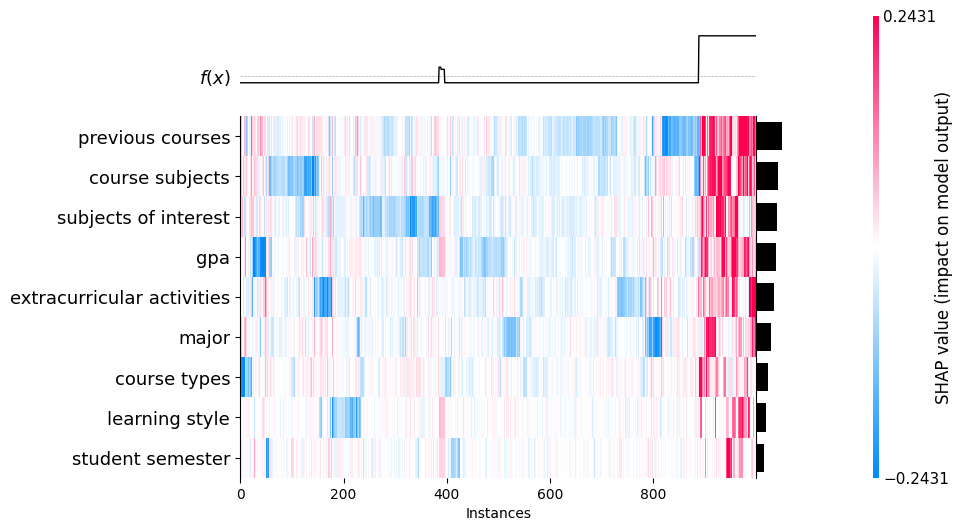 0.2431
f(x)
previous courses
course subjects
subjects of interest
gpa
extracurricular activities
major
course types
learning style
student semester
0 200 400 600 800
Instances
SHAP value (impact on model output)
−0.2431